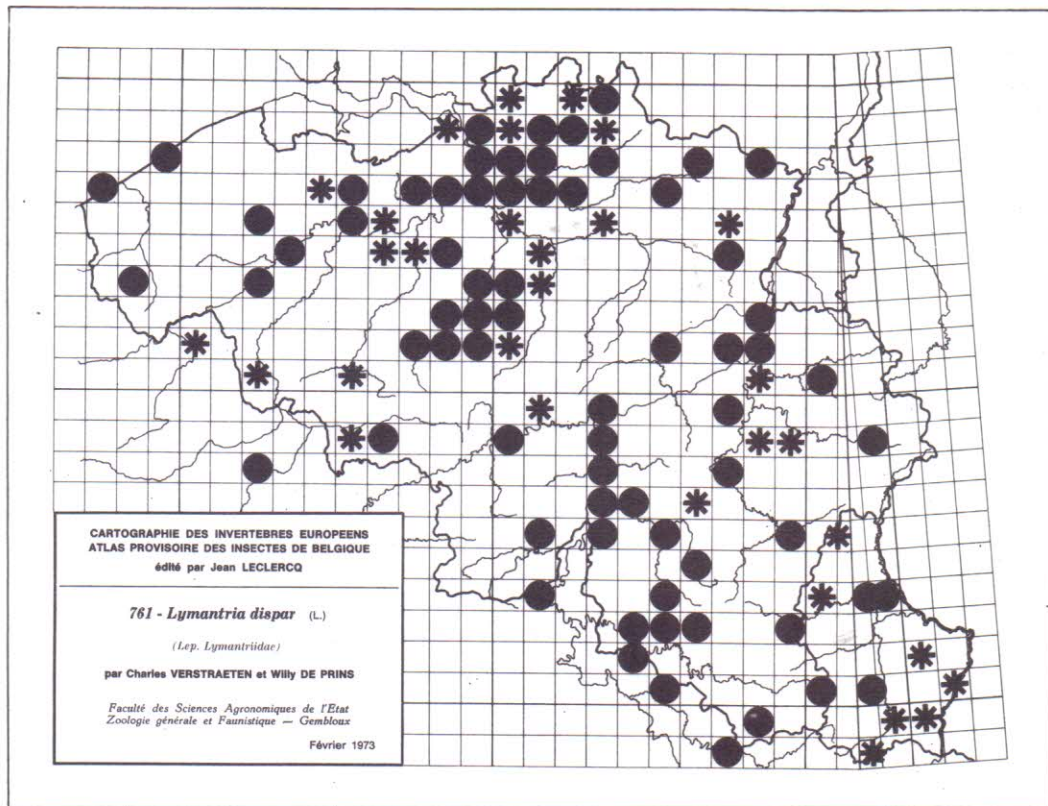 CARTOGRAPHIE DES INVERTEBRES EUROPEENS
ATLAS PROVISOIRE DES INSECTES DE BELGIQUE
édité par Jean LECLERCQ
761 - Lymantria dispar (L.)
(Lep. Lymantriidae)
par Charles VERSTRAETEN et Willy DE PRINS
Faculté des Sciences Agronomiques de l'Etat
Zoologie générale et Faunistique — Gembloux
Février 1973